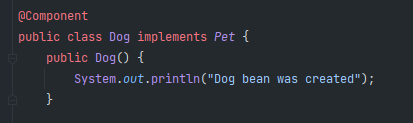 @Component
public class Dog implements Pet {
    public Dog() {
        System.out.println("Dog bean was created");
    }